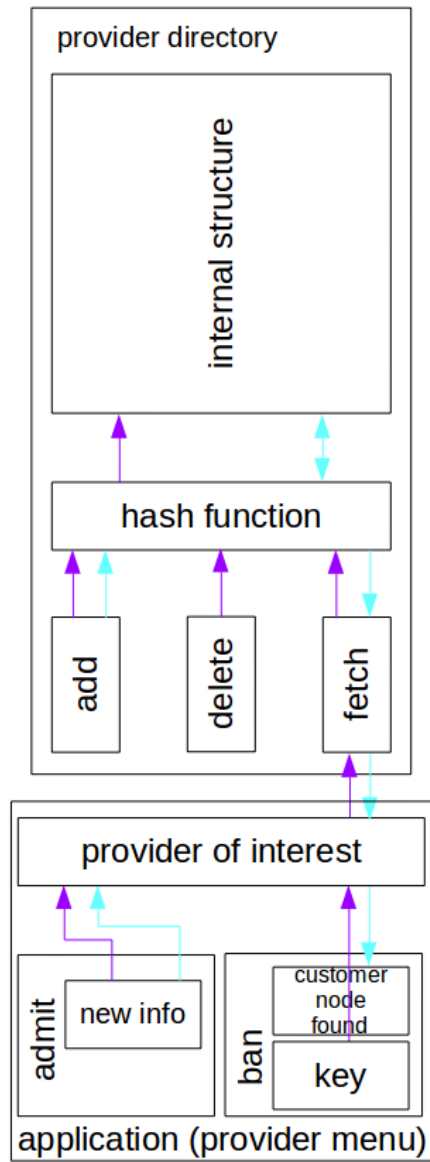 provider directory
internal structure
hash function
add
delete
fetch
provider of interest
admit
new info
ban
customer
node
found
key
application (provider menu)